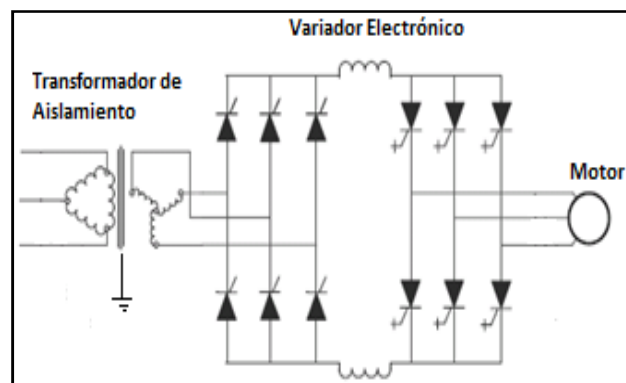 Variador Electrónico
Transformador de
Aislamiento
Motor